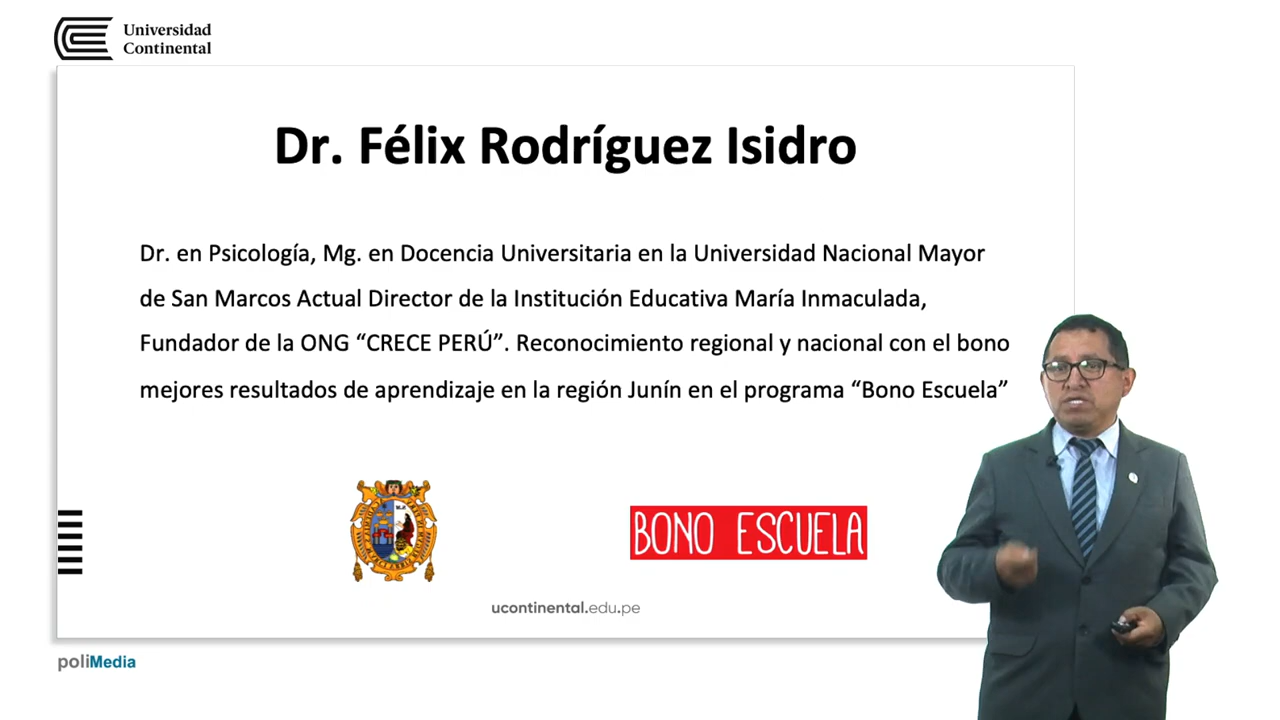 Universidad
Continental
Dr. Félix Rodríguez Isidro
Dr. en Psicología, Mg. en Docencia Universitaria en la Universidad Nacional Mayor
de San Marcos Actual Director de la Institución Educativa María Inmaculada,
Fundador de la ONG “CRECE PERÚ”. Reconocimiento regional y nacional con el bono
mejores resultados de aprendizaje en la región Junín en el programa “Bono Escuela”
BONO ESCUELA
ucontinental.edu.pe
poliMedia